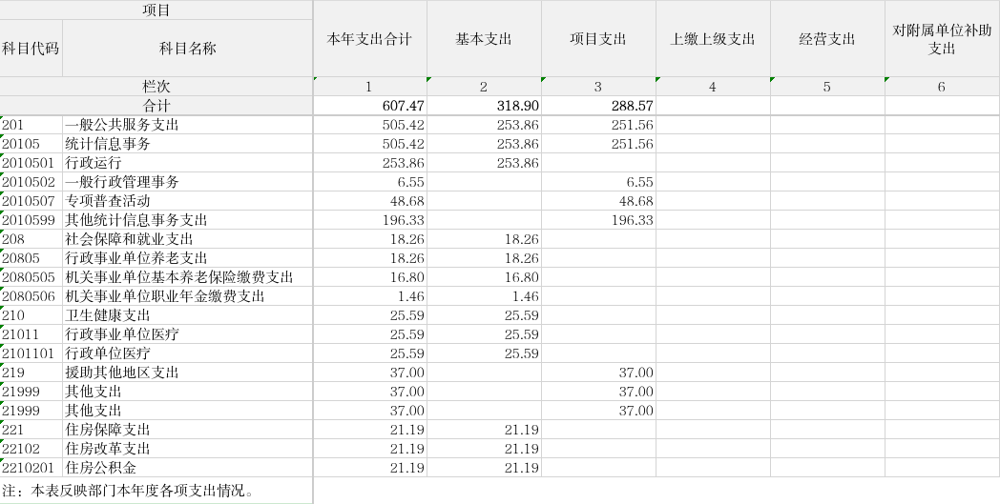 项目 本年支出合计 基本支出 项目支出 上缴上级支出 经营支出 对附属单位补助支出
科目代码 科目名称
栏次 1 2 3 4 5 6
合计 607.47 318.90 288.57
201 一般公共服务支出 505.42 253.86 251.56
20105 统计信息事务 505.42 253.86 251.56
2010501 行政运行 253.86 253.86
2010502 一般行政管理事务 6.55 6.55
2010507 专项普查活动 48.68 48.68
2010599 其他统计信息事务支出 196.33 196.33
208 社会保障和就业支出 18.26 18.26
20805 行政事业单位养老支出 18.26 18.26
2080505 机关事业单位基本养老保险缴费支出 16.80 16.80
2080506 机关事业单位职业年金缴费支出 1.46 1.46
210 卫生健康支出 25.59 25.59
21011 行政事业单位医疗 25.59 25.59
2101101 行政单位医疗 25.59 25.59
219 援助其他地区支出 37.00 37.00
21999 其他支出 37.00 37.00
21999 其他支出 37.00 37.00
221 住房保障支出 21.19 21.19
22102 住房改革支出 21.19 21.19
2210201 住房公积金 21.19 21.19
注：本表反映部门本年度各项支出情况。